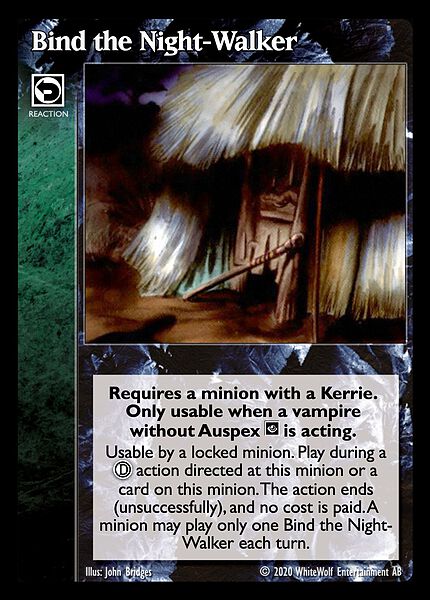 Bind the Night-Walker
REACTION
Requires a minion with a Kerrie.
Only usable when a vampire
without Auspex is acting.
Usable by a locked minion. Play during a
D action directed at this minion or a
card on this minion. The action ends
(unsuccessfully), and no cost is paid. A
minion may play only one Bind the Night-
Walker each turn.
Illus: John Bridges
© 2020 WhiteWolf Entertainment AB